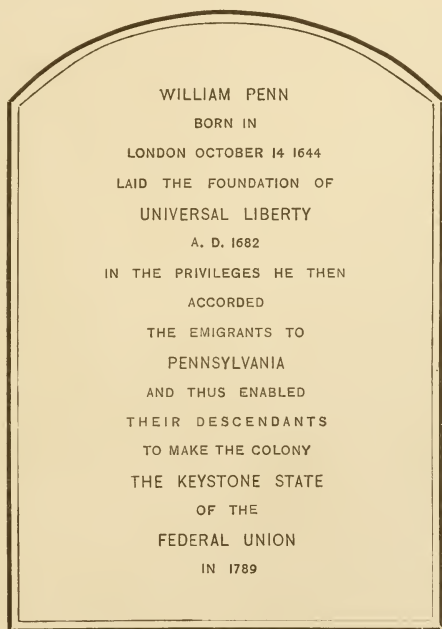 WILLIAM PENN
BORN IN
LONDON OCTOBER 14 1644
LAID THE FOUNDATION OF
UNIVERSAL LIBERTY
A. D. 1682
IN THE PRIVILEGES HE THEN
ACCORDED
THE EMIGRANTS TO
PENNSYLVANIA
AND THUS ENABLED
THEIR DESCENDANTS
TO MAKE THE COLONY
THE KEYSTONE STATE
OF THE
FEDERAL UNION
IN 1789